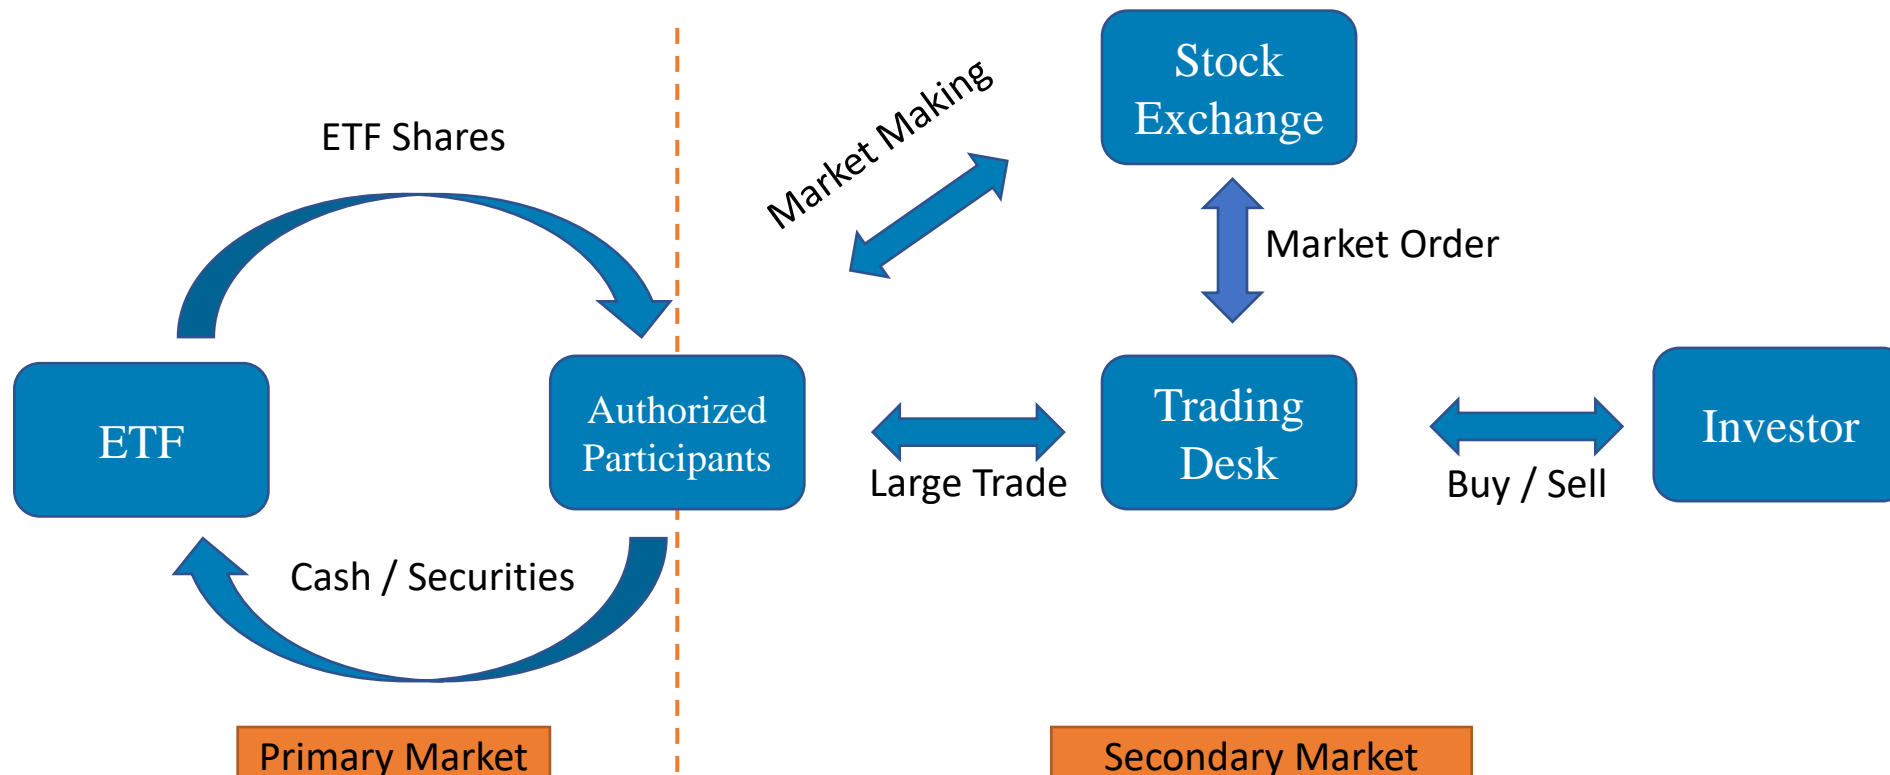 Stock
Exchange
Market Making
ETF Shares
Market Order
ETF
Authorized
Participants
Large Trade
Trading
Desk
Buy / Sell
Investor
Cash / Securities
Primary Market
Secondary Market